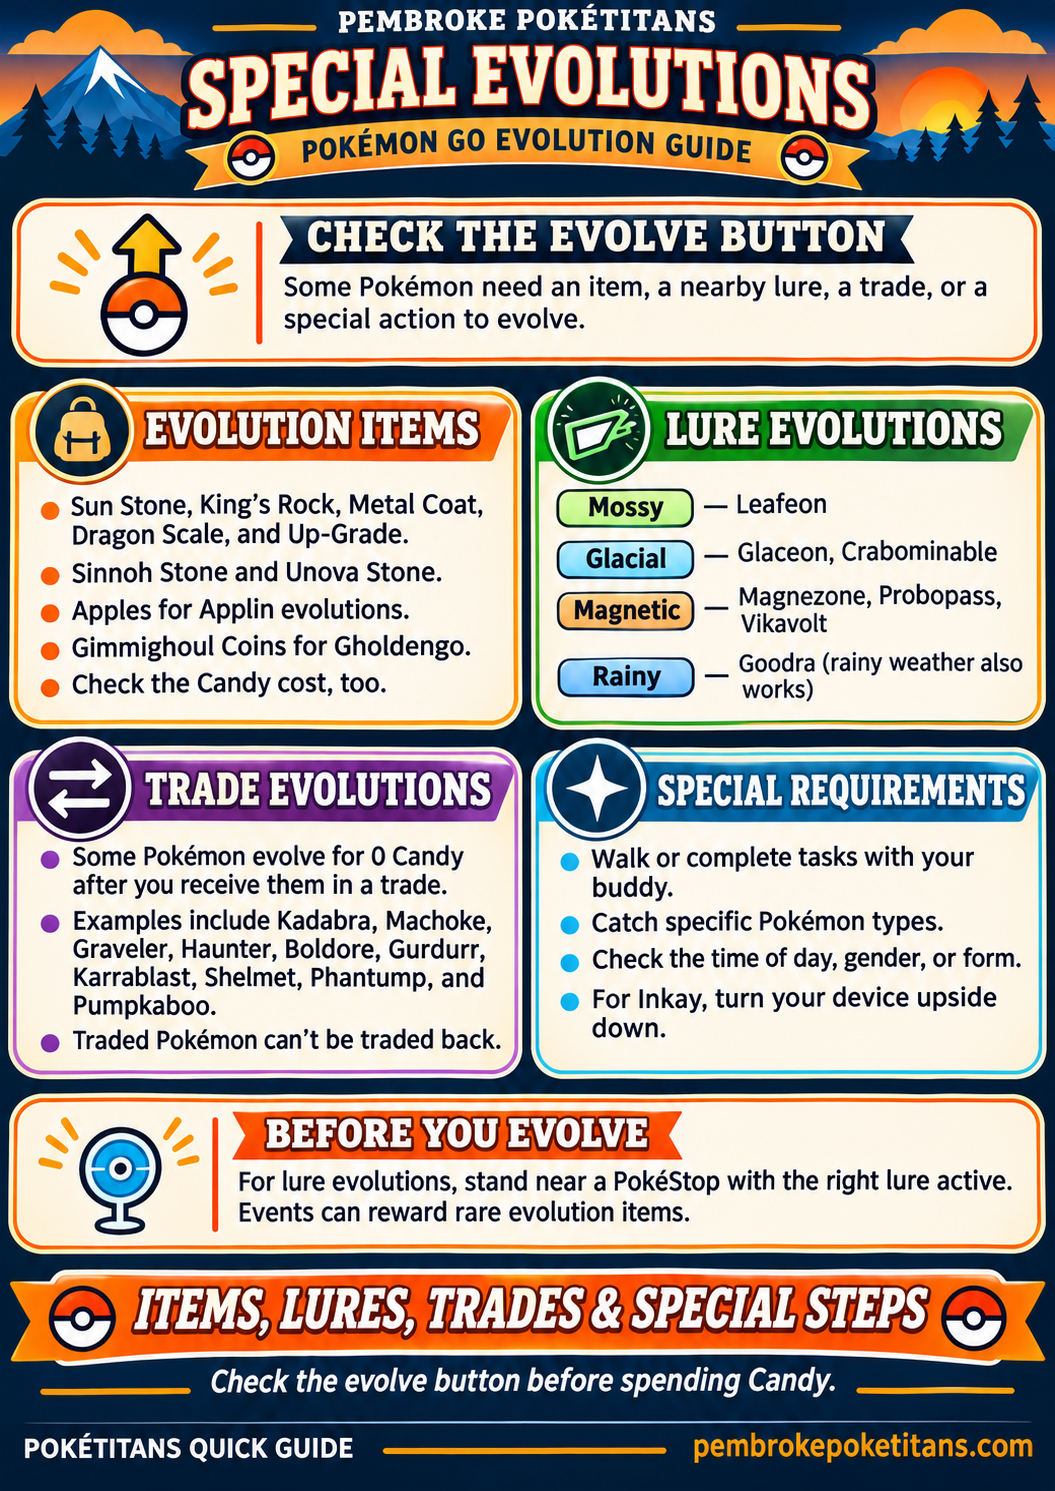 PEMBROKE POKÉTITANS
SPECIAL EVOLUTIONS
POKÉMON GO EVOLUTION GUIDE
CHECK THE EVOLVE BUTTON
Some Pokémon need an item, a nearby lure, a trade, or a
special action to evolve.
EVOLUTION ITEMS
Sun Stone, King's Rock, Metal Coat,
Dragon Scale, and Up-Grade.
Sinnoh Stone and Unova Stone.
Apples for Applin evolutions.
Gimmighoul Coins for Gholdengo.
Check the Candy cost, too.
LURE EVOLUTIONS
Mossy — Leafeon
Glacial — Glaceon, Crabominable
Magnetic — Magnezone, Probopass,
Vikavolt
Rainy — Goodra (rainy weather also
works)
TRADE EVOLUTIONS
Some Pokémon evolve for 0 Candy
after you receive them in a trade.
Examples include Kadabra, Machoke,
Graveler, Haunter, Boldore, Gurdurr,
Karrablast, Shelmet, Phantump, and
Pumpkaboo.
Traded Pokémon can't be traded back.
SPECIAL REQUIREMENTS
Walk or complete tasks with your
buddy.
Catch specific Pokémon types.
Check the time of day, gender, or form.
For Inkay, turn your device upside
down.
BEFORE YOU EVOLVE
For lure evolutions, stand near a PokéStop with the right lure active.
Events can reward rare evolution items.
ITEMS, LURES, TRADES & SPECIAL STEPS
Check the evolve button before spending Candy.
POKÉTITANS QUICK GUIDE
pembrokepoketitans.com